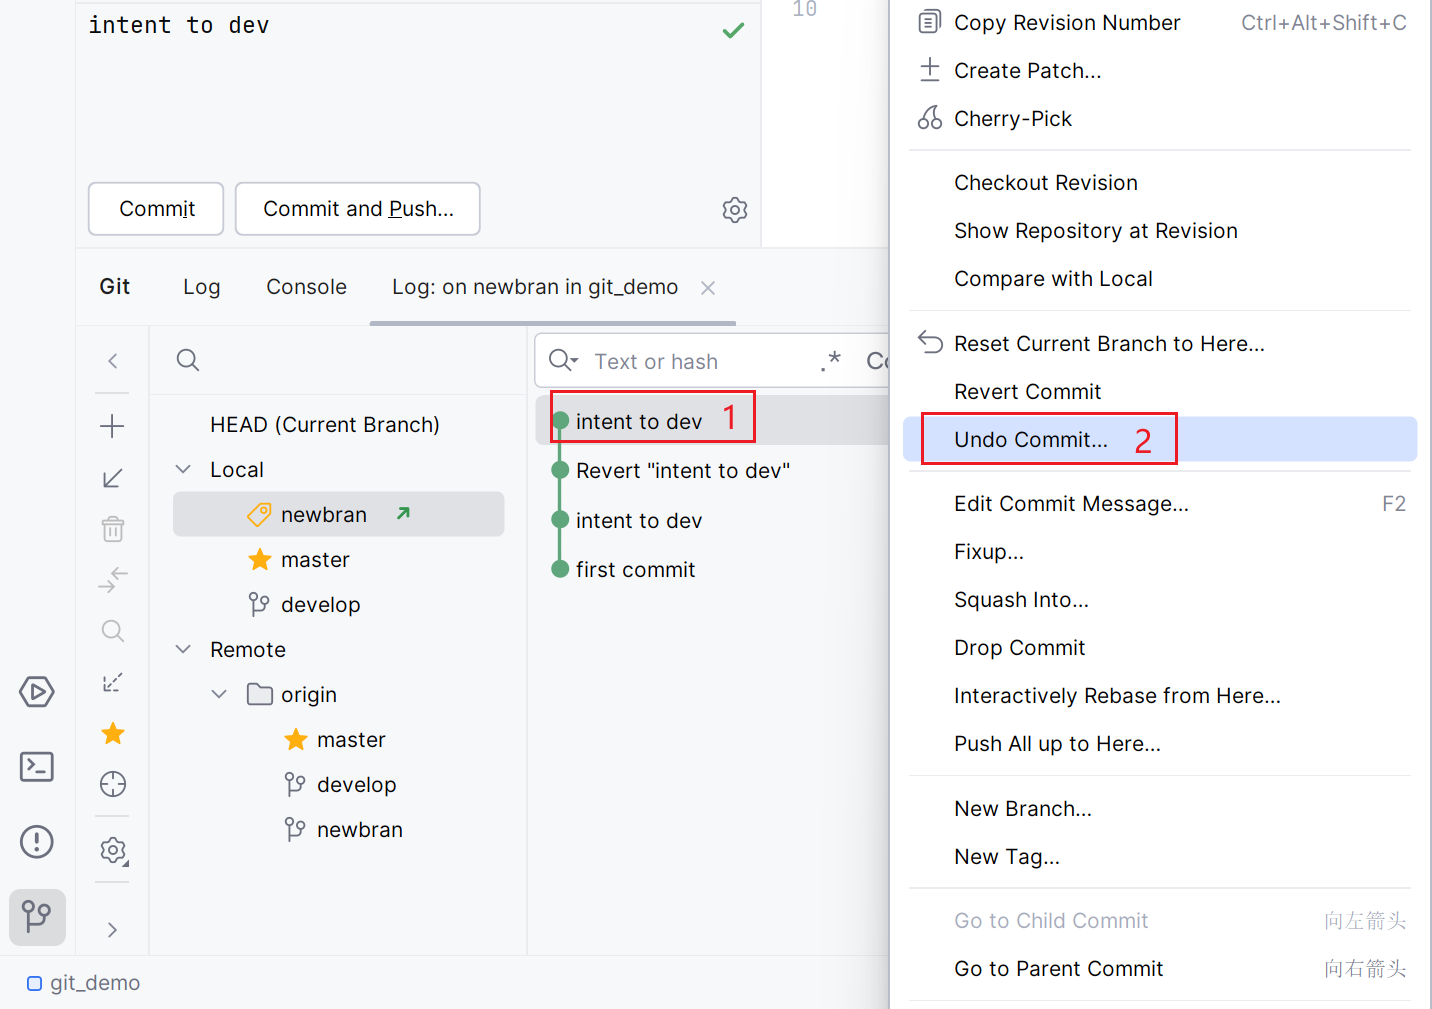 intent to dev
10
Commit
Commit and Push...
Git
Log
Console
Log: on newbran in git_demo
Text or hash
.*
Cc
HEAD (Current Branch)
Local
newbran
master
develop
Remote
origin
master
develop
newbran
intent to dev 1
Revert "intent to dev"
intent to dev
first commit
git_demo
Copy Revision Number Ctrl+Alt+Shift+C
Create Patch...
Cherry-Pick
Checkout Revision
Show Repository at Revision
Compare with Local
Reset Current Branch to Here...
Revert Commit
Undo Commit... 2
Edit Commit Message... F2
Fixup...
Squash Into...
Drop Commit
Interactively Rebase from Here...
Push All up to Here...
New Branch...
New Tag...
Go to Child Commit 向左箭头
Go to Parent Commit 向右箭头